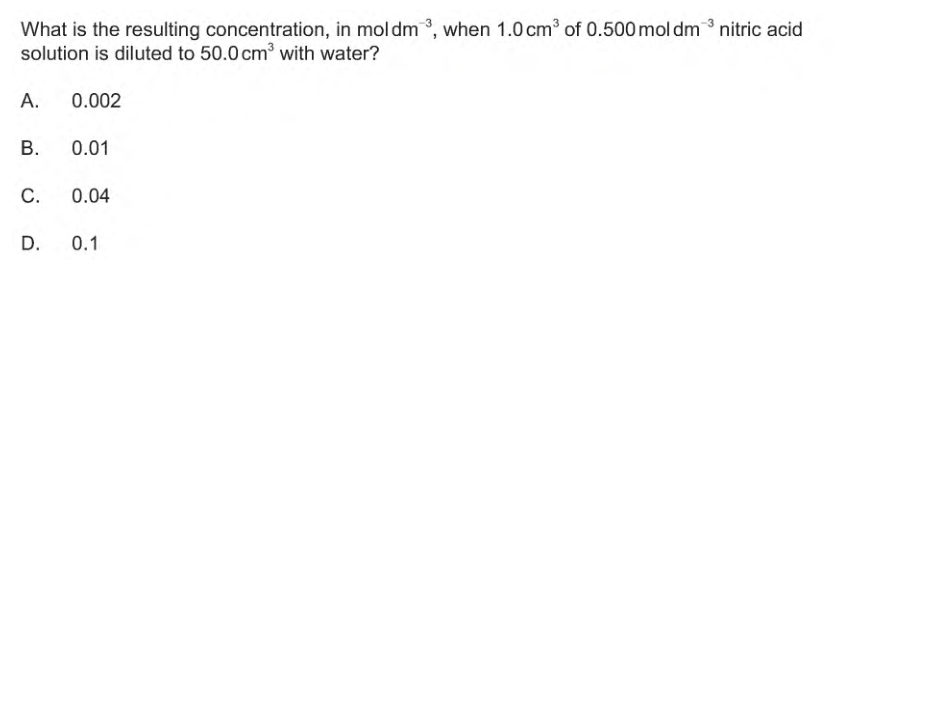 What is the resulting concentration, in mol dm⁻³, when 1.0 cm³ of 0.500 mol dm⁻³ nitric acid
solution is diluted to 50.0 cm³ with water?
A. 0.002
B. 0.01
C. 0.04
D. 0.1